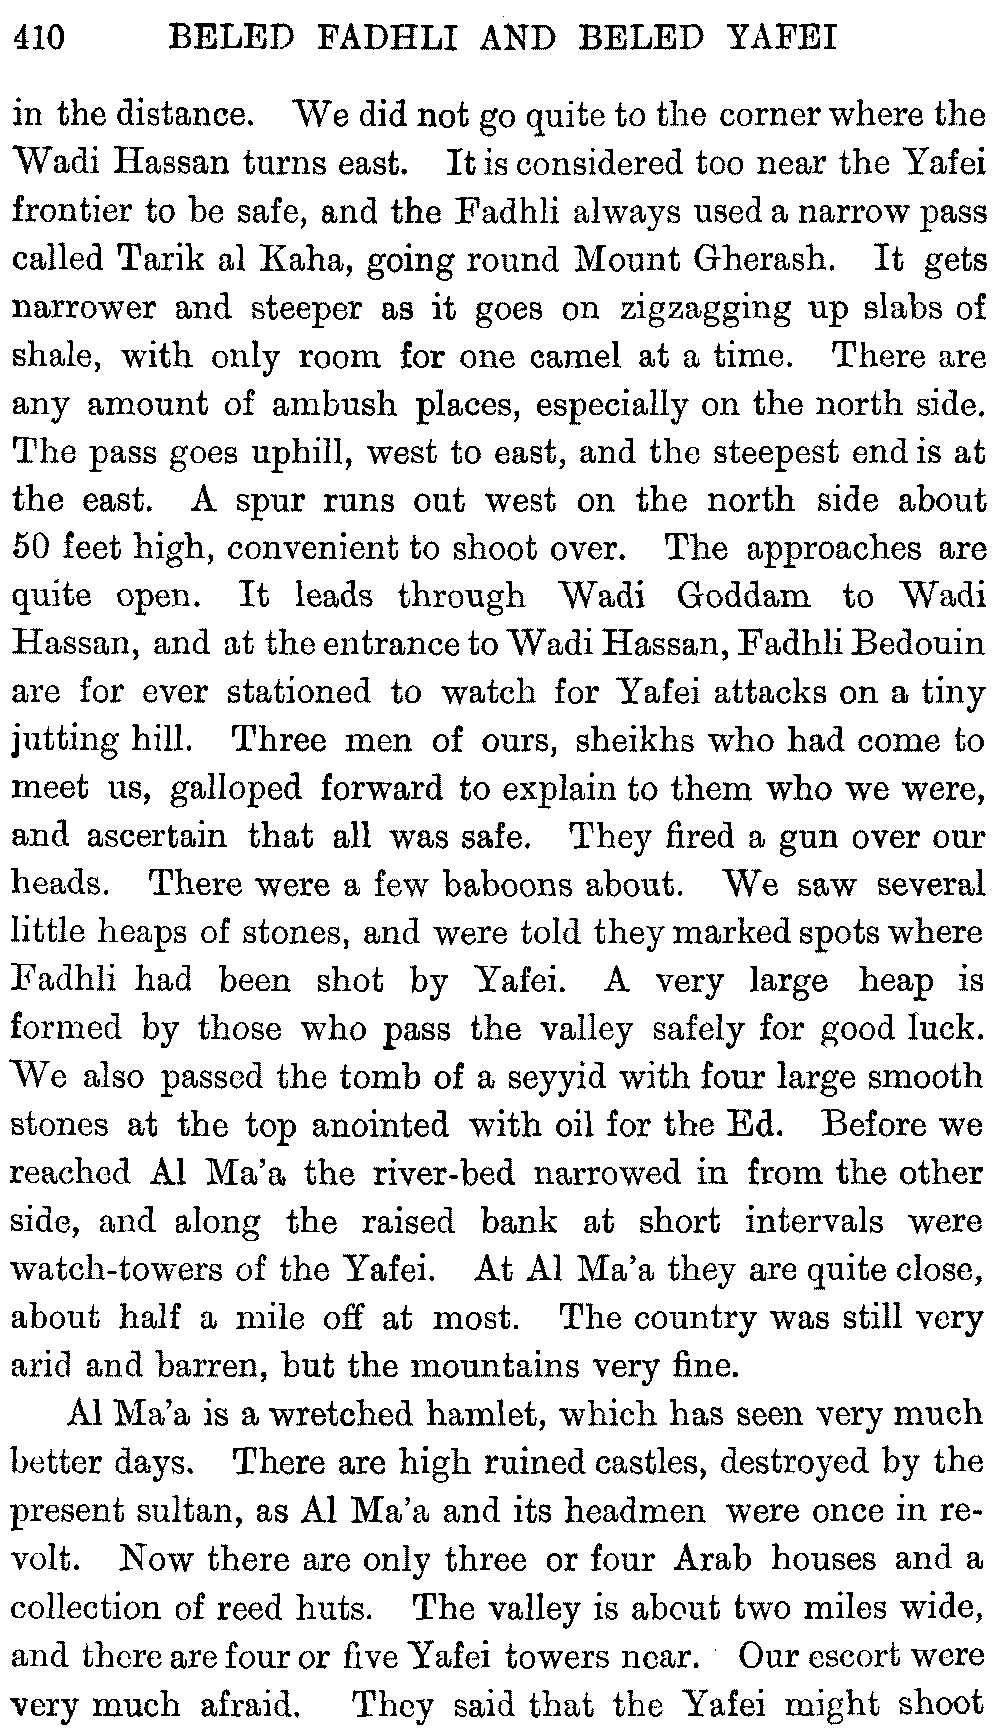 410 BELED FADHLI AND BELED YAFEI
in the distance. We did not go quite to the corner where the
Wadi Hassan turns east. It is considered too near the Yafei
frontier to be safe, and the Fadhli always used a narrow pass
called Tarik al Kaha, going round Mount Gherash. It gets
narrower and steeper as it goes on zigzagging up slabs of
shale, with only room for one camel at a time. There are
any amount of ambush places, especially on the north side.
The pass goes uphill, west to east, and the steepest end is at
the east. A spur runs out west on the north side about
50 feet high, convenient to shoot over. The approaches are
quite open. It leads through Wadi Goddam to Wadi
Hassan, and at the entrance to Wadi Hassan, Fadhli Bedouin
are for ever stationed to watch for Yafei attacks on a tiny
jutting hill. Three men of ours, sheikhs who had come to
meet us, galloped forward to explain to them who we were,
and ascertain that all was safe. They fired a gun over our
heads. There were a few baboons about. We saw several
little heaps of stones, and were told they marked spots where
Fadhli had been shot by Yafei. A very large heap is
formed by those who pass the valley safely for good luck.
We also passed the tomb of a seyyid with four large smooth
stones at the top anointed with oil for the Ed. Before we
reached Al Ma'a the river-bed narrowed in from the other
side, and along the raised bank at short intervals were
watch-towers of the Yafei. At Al Ma'a they are quite close,
about half a mile off at most. The country was still very
arid and barren, but the mountains very fine.
Al Ma'a is a wretched hamlet, which has seen very much
better days. There are high ruined castles, destroyed by the
present sultan, as Al Ma'a and its headmen were once in re-
volt. Now there are only three or four Arab houses and a
collection of reed huts. The valley is about two miles wide,
and there are four or five Yafei towers near. Our escort were
very much afraid. They said that the Yafei might shoot